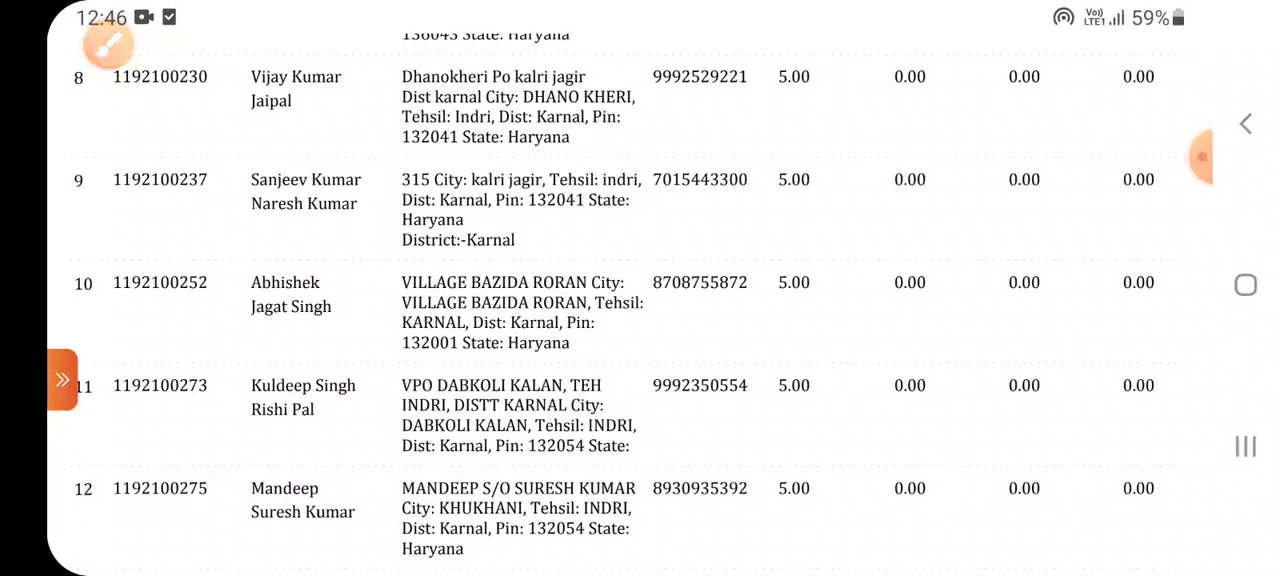 12:46
Vo)) LTE1 59%
136043 State: Haryana
8 1192100230 Vijay Kumar Dhanokheri Po kalri jagir 9992529221 5.00 0.00 0.00 0.00
Jaipal Dist karnal City: DHANO KHERI,
Tehsil: Indri, Dist: Karnal, Pin:
132041 State: Haryana
9 1192100237 Sanjeev Kumar 315 City: kalri jagir, Tehsil: indri, 7015443300 5.00 0.00 0.00 0.00
Naresh Kumar Dist: Karnal, Pin: 132041 State:
Haryana
District:-Karnal
10 1192100252 Abhishek VILLAGE BAZIDA RORAN City: 8708755872 5.00 0.00 0.00 0.00
Jagat Singh VILLAGE BAZIDA RORAN, Tehsil:
KARNAL, Dist: Karnal, Pin:
132001 State: Haryana
11 1192100273 Kuldeep Singh VPO DABKOLI KALAN, TEH 9992350554 5.00 0.00 0.00 0.00
Rishi Pal INDRI, DISTT KARNAL City:
DABKOLI KALAN, Tehsil: INDRI,
Dist: Karnal, Pin: 132054 State:
12 1192100275 Mandeep MANDEEP S/O SURESH KUMAR 8930935392 5.00 0.00 0.00 0.00
Suresh Kumar City: KHUKHANI, Tehsil: INDRI,
Dist: Karnal, Pin: 132054 State:
Haryana